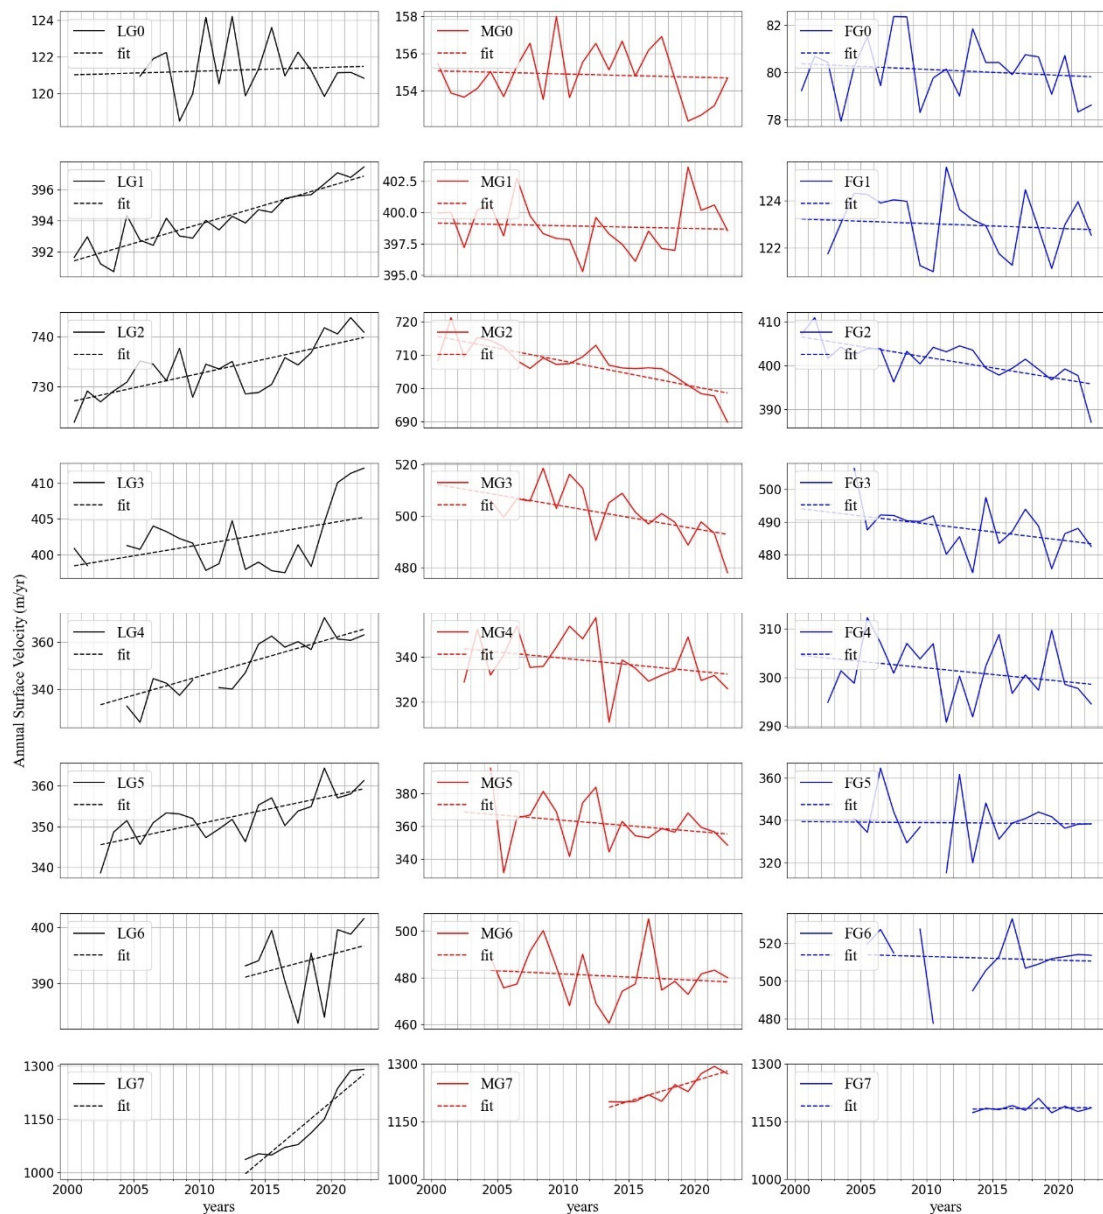 LG0
fit
124
122
120
MG0
fit
158
156
154
FG0
fit
82
80
78
LG1
fit
396
394
392
MG1
fit
402.5
400.0
397.5
395.0
FG1
fit
124
122
LG2
fit
740
730
MG2
fit
720
710
700
690
FG2
fit
410
400
390
LG3
fit
410
405
400
MG3
fit
520
500
480
FG3
fit
500
490
480
Annual Surface Velocity (m/yr)
LG4
fit
360
340
MG4
fit
340
320
FG4
fit
310
300
290
LG5
fit
360
350
340
MG5
fit
380
360
340
FG5
fit
360
340
320
LG6
fit
400
390
MG6
fit
500
480
460
FG6
fit
520
500
480
LG7
fit
1300
1150
1000
2000 2005 2010 2015 2020
years
MG7
fit
1300
1150
1000
2000 2005 2010 2015 2020
years
FG7
fit
1300
1150
1000
2000 2005 2010 2015 2020
years